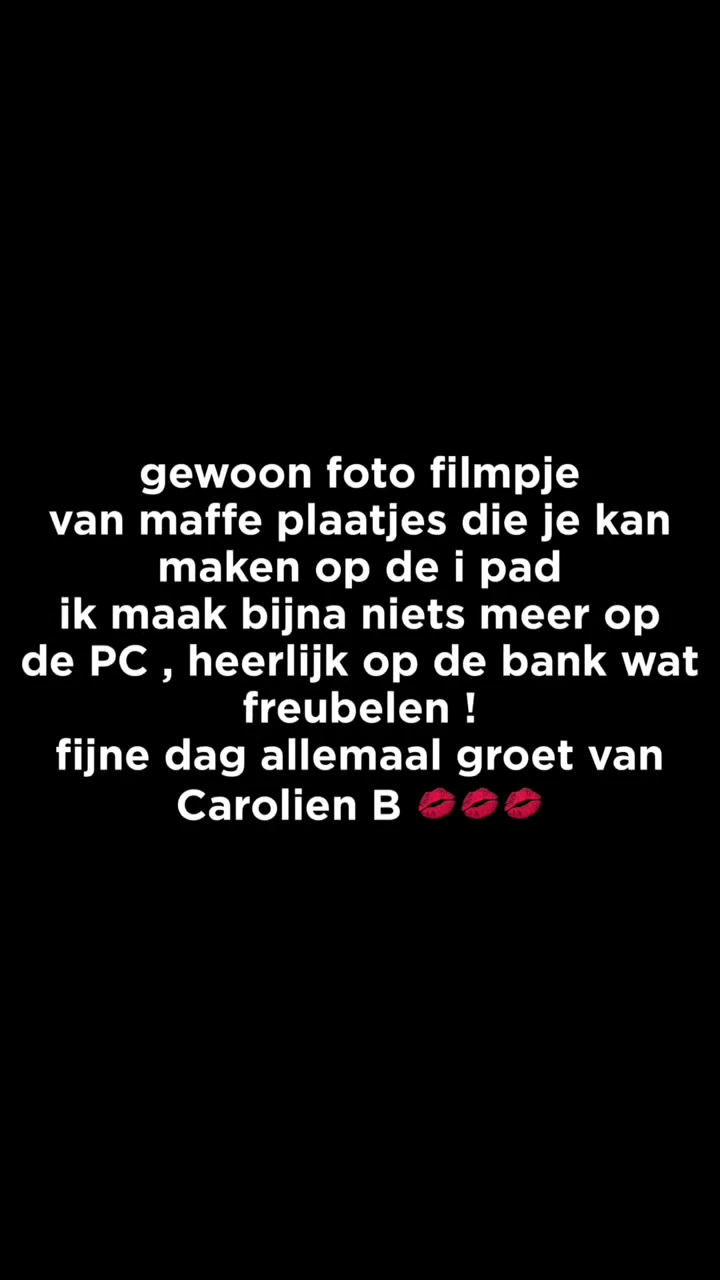 gewoon foto filmpje
van maffe plaatjes die je kan
maken op de i pad
ik maak bijna niets meer op
de PC , heerlijk op de bank wat
freubelen !
fijne dag allemaal groet van
Carolien B 💋💋💋